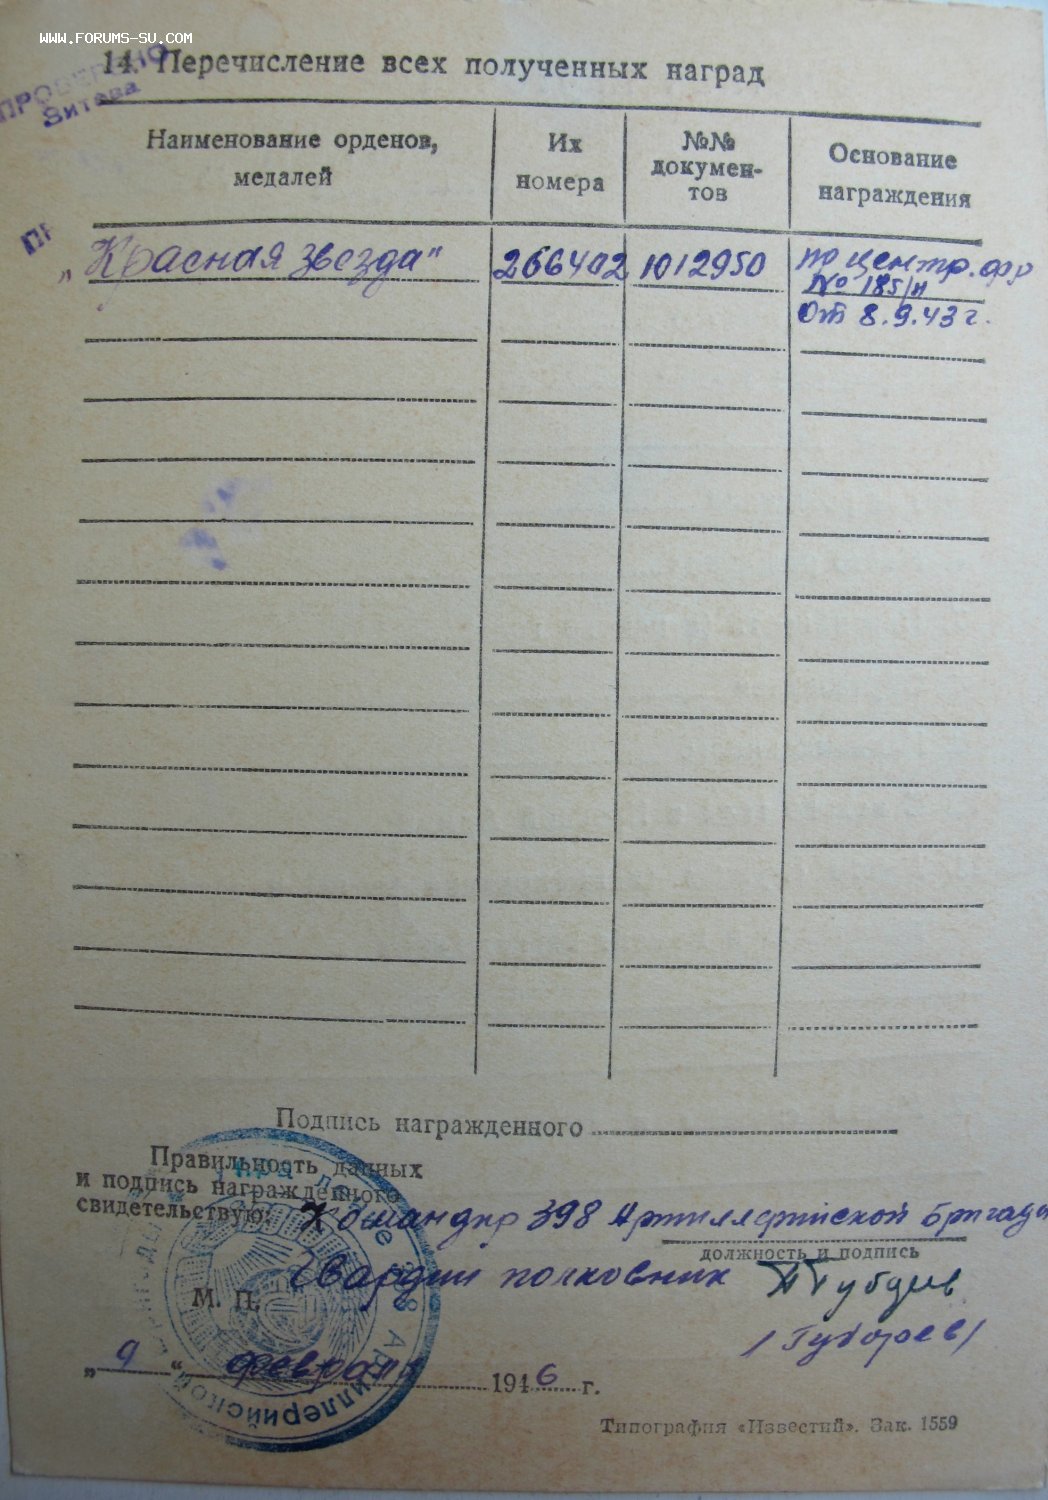 WWW.FORUMS-SU.COM
ПРОВЕРЕНО
Витева
14. Перечисление всех полученных наград
Наименование орденов, медалей
Их номера
№№ докумен-тов
Основание награждения
„Красная звезда“ 266402 1012950 по центр. фр
№ 185/н
От 8.9.43 г.
Подпись награжденного
Правильность данных
и подпись награжденного
свидетельствую:
Командир 398 Артиллерийской Бригады
должность и подпись
Гвардии полковник
М. П.
„9“ февраля 1946 г.
Типография «Известий». Зак. 1559